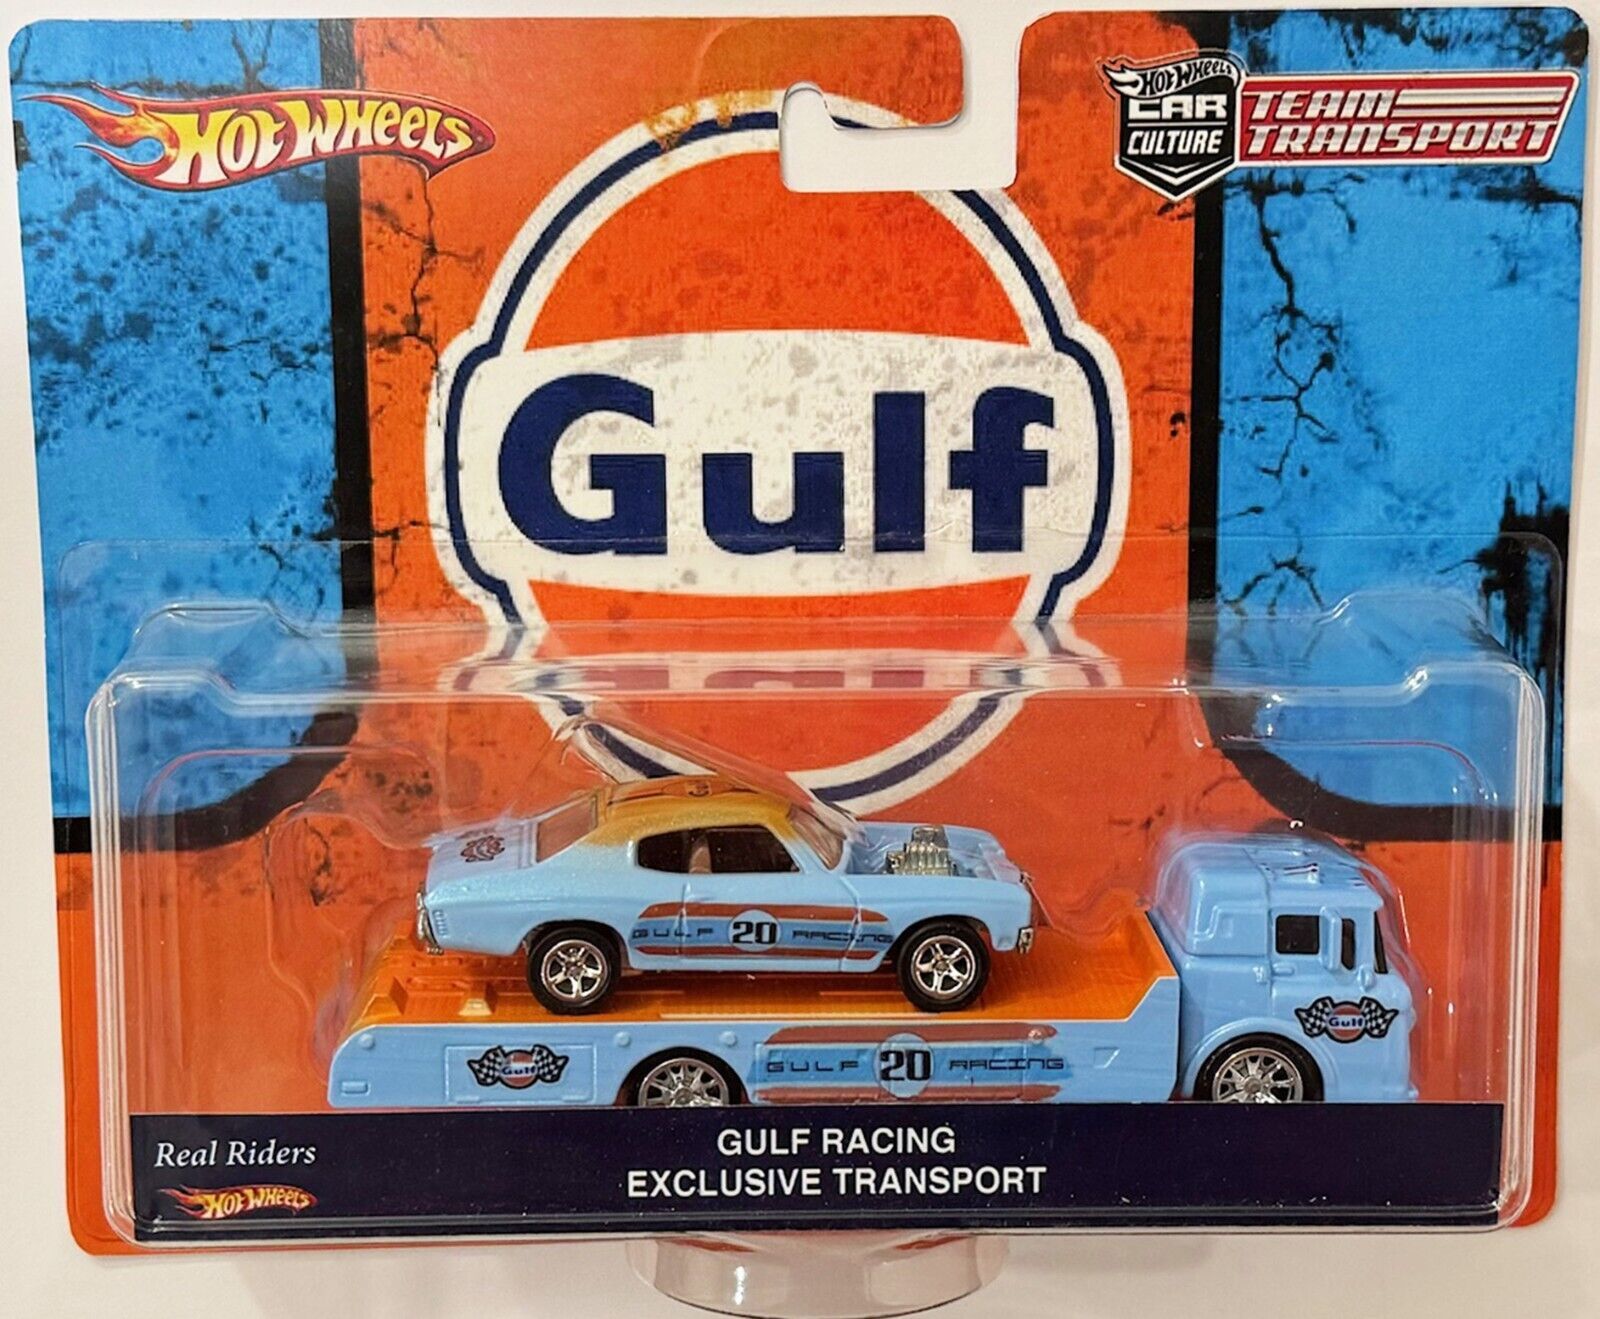 HOT WHEELS
HOT WHEELS
CAR
CULTURE
TEAM
TRANSPORT
Gulf
GULF 20 RACING
Gulf
Gulf
GULF 20 RACING
Real Riders
HOT WHEELS
GULF RACING
EXCLUSIVE TRANSPORT